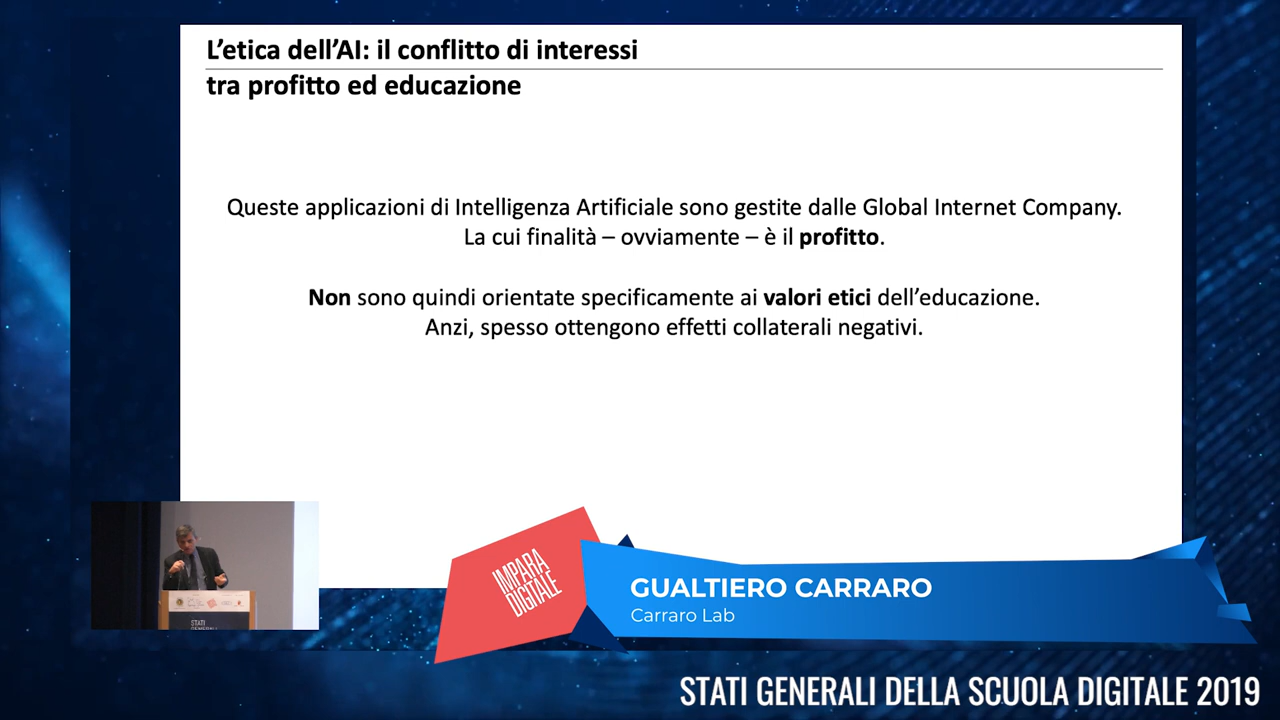 L’etica dell’AI: il conflitto di interessi
tra profitto ed educazione
Queste applicazioni di Intelligenza Artificiale sono gestite dalle Global Internet Company.
La cui finalità – ovviamente – è il profitto.
Non sono quindi orientate specificamente ai valori etici dell’educazione.
Anzi, spesso ottengono effetti collaterali negativi.
IMPARA
DIGITALE
GUALTIERO CARRARO
Carraro Lab
STATI
GENERALI
STATI GENERALI DELLA SCUOLA DIGITALE 2019